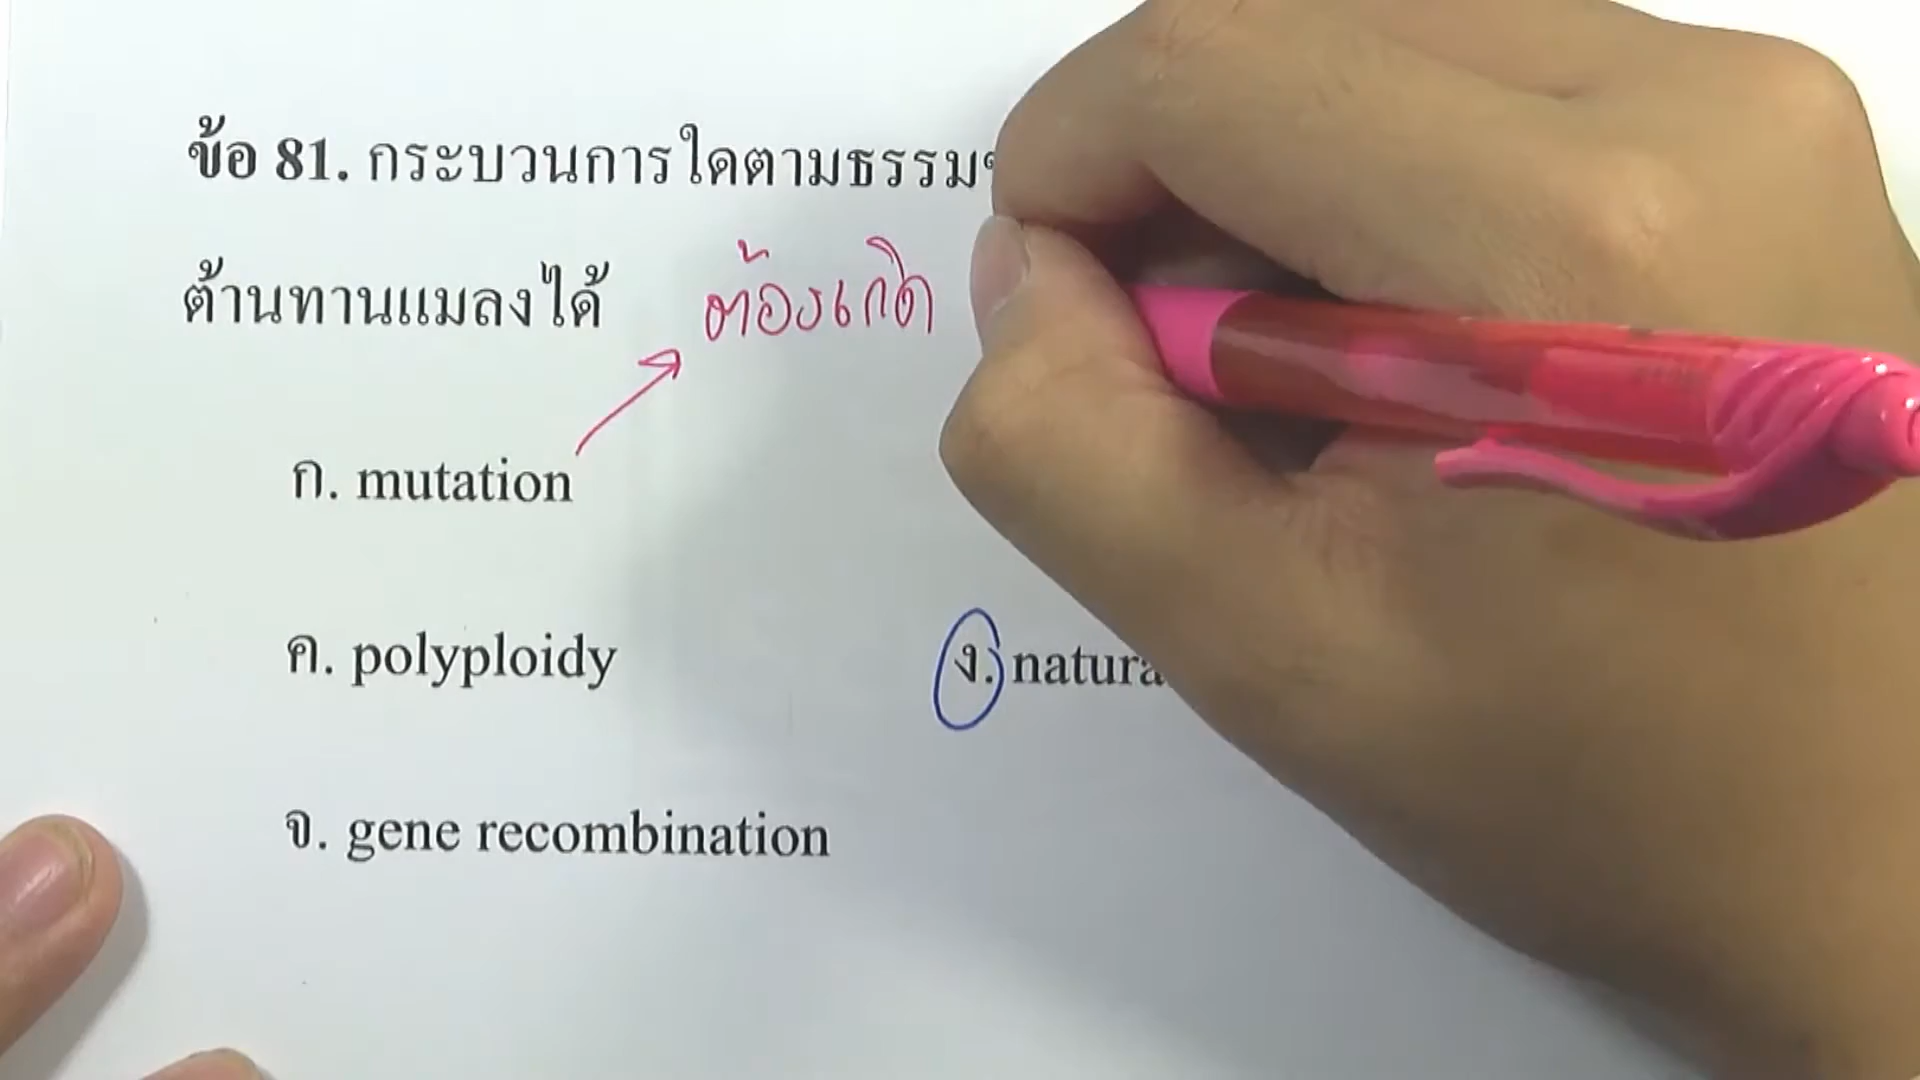 ข้อ 81. กระบวนการใดตามธรรม
ต้านทานแมลงได้ ต้องเกิด
ก. mutation
ค. polyploidy
ง. natura
จ. gene recombination